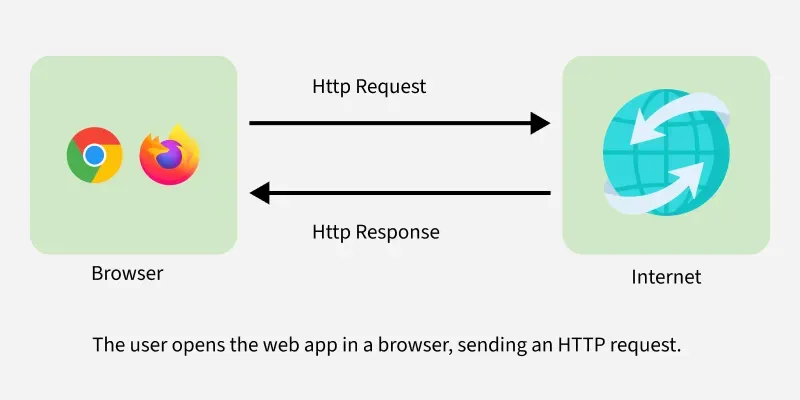 Http Request
Http Response
Browser
Internet
The user opens the web app in a browser, sending an HTTP request.